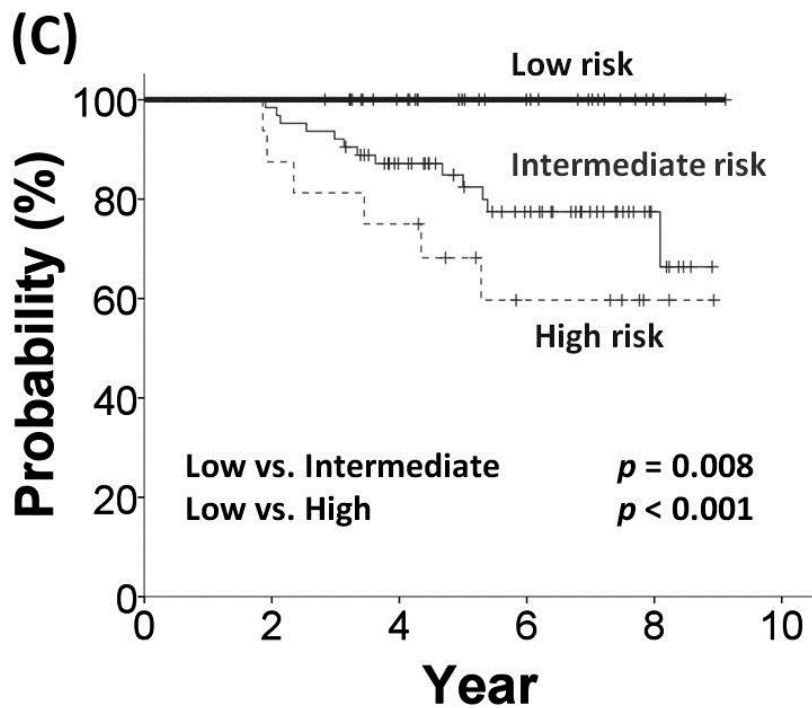 (C)
Low risk
100
Intermediate risk
80
60
High risk
40
Low vs. Intermediate p = 0.008
20
Low vs. High p < 0.001
0
0 2 4 6 8 10
Probability (%)
Year